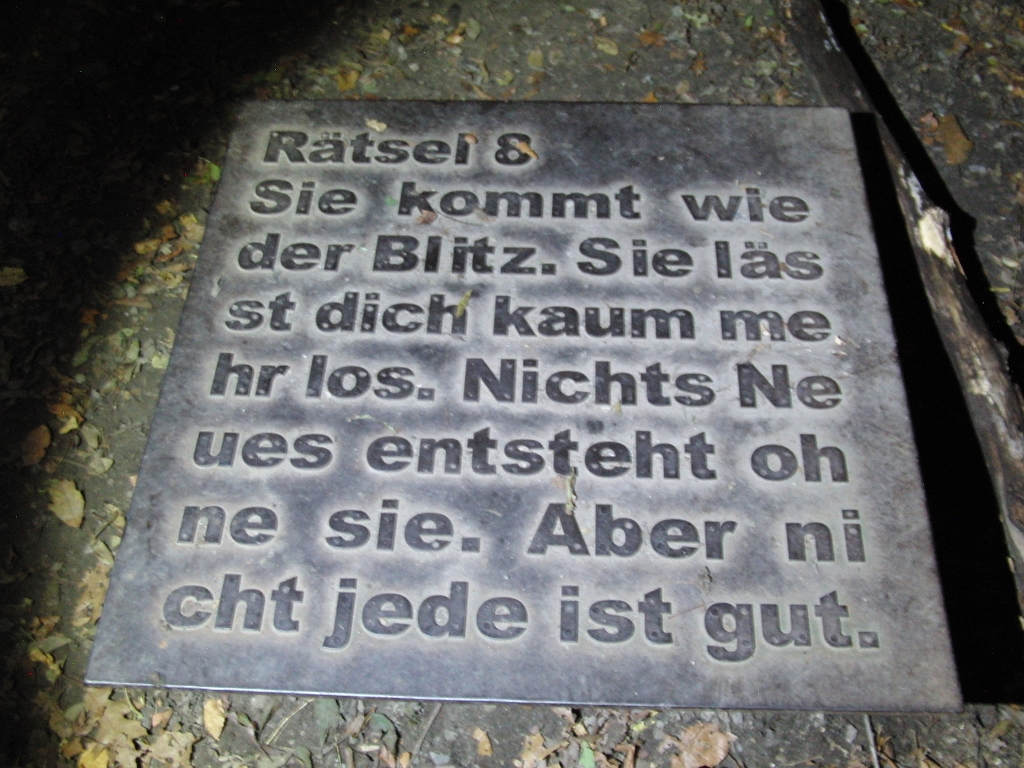 Rätsel 8
Sie kommt wie
der Blitz. Sie läs
st dich kaum me
hr los. Nichts Ne
ues entsteht oh
ne sie. Aber ni
cht jede ist gut.